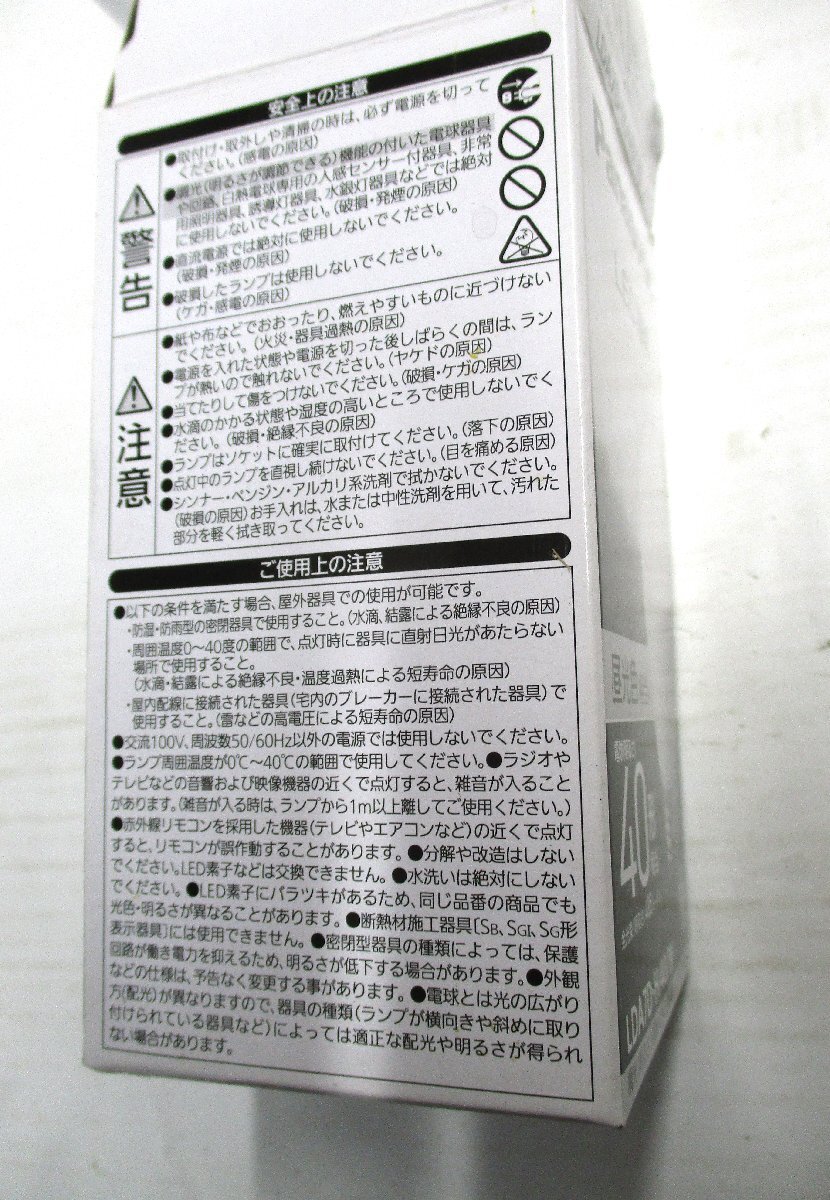 安全上の注意
警告
●取付け・取外しや清掃の時は、必ず電源を切って
ください。(感電の原因)
●調光(明るさが調節できる)機能の付いた電球器具
や回路、白熱電球専用の人感センサー付器具、非常
用照明器具、誘導灯器具、水銀灯器具などでは絶対
に使用しないでください。(破損・発煙の原因)
●直流電源では絶対に使用しないでください。
(破損・発煙の原因)
●破損したランプは使用しないでください。
(ケガ・感電の原因)
注意
●紙や布などでおおったり、燃えやすいものに近づけない
でください。(火災・器具過熱の原因)
●電源を入れた状態や電源を切った後しばらくの間は、ラン
プが熱いので触れないでください。(ヤケドの原因)
●当てたりして傷をつけないでください。(破損・ケガの原因)
●水滴のかかる状態や湿度の高いところで使用しないでく
ださい。(破損・絶縁不良の原因)
●ランプはソケットに確実に取付けてください。(落下の原因)
●点灯中のランプを直視し続けないでください。(目を痛める原因)
●シンナー・ベンジン・アルカリ系洗剤で拭かないでください。
(破損の原因)お手入れは、水または中性洗剤を用いて、汚れた
部分を軽く拭き取ってください。
ご使用上の注意
●以下の条件を満たす場合、屋外器具での使用が可能です。
・防湿・防雨型の密閉器具で使用すること。(水滴、結露による絶縁不良の原因)
・周囲温度0〜40度の範囲で、点灯時に器具に直射日光があたらない
場所で使用すること。
(水滴・結露による絶縁不良・温度過熱による短寿命の原因)
・屋内配線に接続された器具(宅内のブレーカーに接続された器具)で
使用すること。(雷などの高電圧による短寿命の原因)
●交流100V、周波数50/60Hz以外の電源では使用しないでください。
●ランプ周囲温度が0℃〜40℃の範囲で使用してください。●ラジオや
テレビなどの音響および映像機器の近くで点灯すると、雑音が入ること
があります。(雑音が入る時は、ランプから1m以上離してご使用ください。)
●赤外線リモコンを採用した機器(テレビやエアコンなど)の近くで点灯
すると、リモコンが誤作動することがあります。●分解や改造はしない
でください。LED素子などは交換できません。●水洗いは絶対にしない
でください。●LED素子にバラツキがあるため、同じ品番の商品でも
光色・明るさが異なることがあります。●断熱材施工器具(SB、SGI、SG形
表示器具)には使用できません。●密閉型器具の種類によっては、保護
回路が働き電力を抑えるため、明るさが低下する場合があります。●外観
などの仕様は、予告なく変更する事があります。●電球とは光の広がり
方(配光)が異なりますので、器具の種類(ランプが横向きや斜めに取り
付けられている器具など)によっては適正な配光や明るさが得られ
ない場合があります。
40